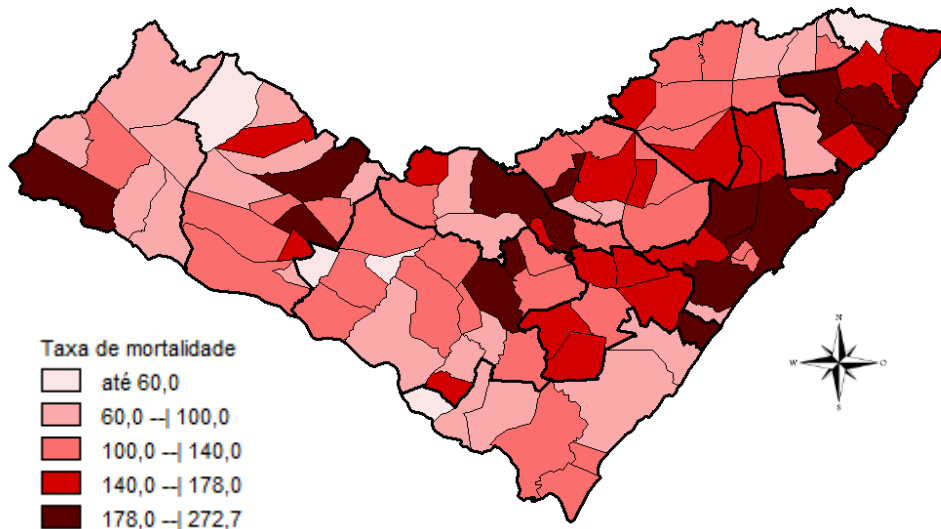 N
W
O
S
Taxa de mortalidade
até 60,0
60,0 --| 100,0
100,0 --| 140,0
140,0 --| 178,0
178,0 --| 272,7